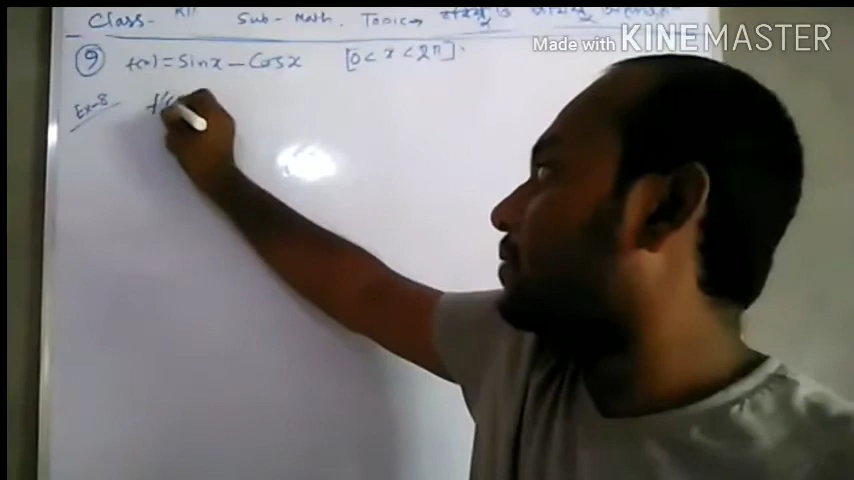 Class- XII Sub- Math. Topic→ ও
Made with KINEMASTER
9 f(x) = Sinx - Cosx [0 < x < 2π].
Ex-8 f'(